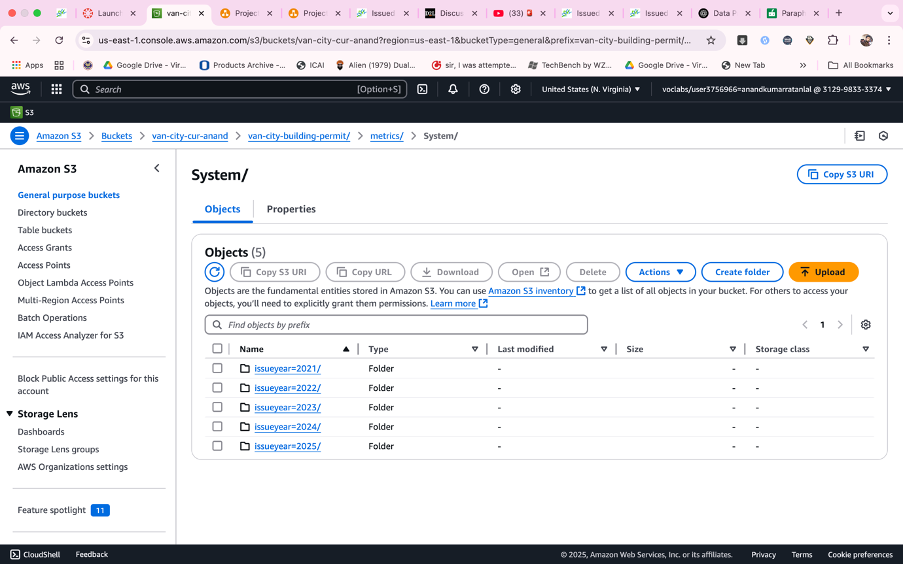 Launch
van-cit
Project
Project
Issued
Discus
(33)
Issued
Issued
Data P
Paraph
us-east-1.console.aws.amazon.com/s3/buckets/van-city-cur-anand?region=us-east-1&bucketType=general&prefix=van-city-building-permit/...
Apps
Google Drive - Vir...
Products Archive -...
ICAI
Alien (1979) Dual...
sir, i was attempte...
TechBench by WZ...
Google Drive - Vir...
New Tab
»
All Bookmarks
aws
Search
[Option+S]
United States (N. Virginia) ▼
voclabs/user3756966=anandkumarratanlal @ 3129-9833-3374 ▼
S3
Amazon S3 > Buckets > van-city-cur-anand > van-city-building-permit/ > metrics/ > System/
Amazon S3
General purpose buckets
Directory buckets
Table buckets
Access Grants
Access Points
Object Lambda Access Points
Multi-Region Access Points
Batch Operations
IAM Access Analyzer for S3
Block Public Access settings for this
account
Storage Lens
Dashboards
Storage Lens groups
AWS Organizations settings
Feature spotlight 11
System/
Copy S3 URI
Objects
Properties
Objects (5)
Copy S3 URI
Copy URL
Download
Open
Delete
Actions ▼
Create folder
Upload
Objects are the fundamental entities stored in Amazon S3. You can use Amazon S3 inventory to get a list of all objects in your bucket. For others to access your
objects, you'll need to explicitly grant them permissions. Learn more
Find objects by prefix
1
Name Type Last modified Size Storage class
issueyear=2021/ Folder - - -
issueyear=2022/ Folder - - -
issueyear=2023/ Folder - - -
issueyear=2024/ Folder - - -
issueyear=2025/ Folder - - -
CloudShell
Feedback
© 2025, Amazon Web Services, Inc. or its affiliates.
Privacy
Terms
Cookie preferences